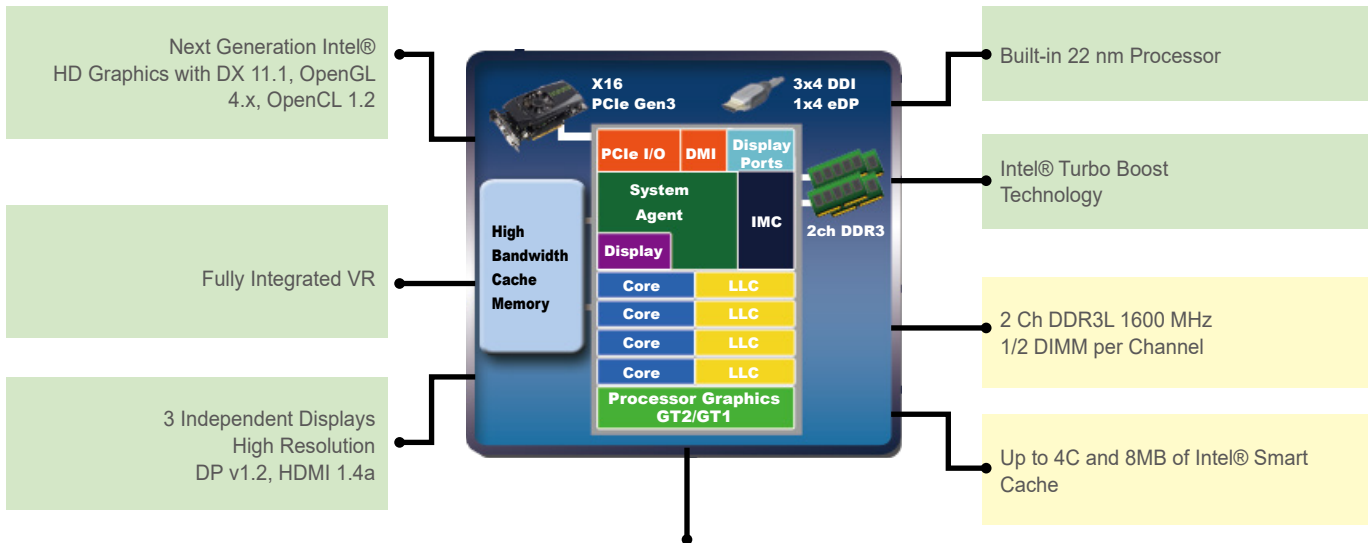 Next Generation Intel®
HD Graphics with DX 11.1, OpenGL
4.x, OpenCL 1.2
Fully Integrated VR
3 Independent Displays
High Resolution
DP v1.2, HDMI 1.4a
X16
PCIe Gen3
3x4 DDI
1x4 eDP
PCIe I/O
DMI
Display
Ports
System
Agent
IMC
2ch DDR3
Display
High
Bandwidth
Cache
Memory
Core
LLC
Core
LLC
Core
LLC
Core
LLC
Processor Graphics
GT2/GT1
Built-in 22 nm Processor
Intel® Turbo Boost
Technology
2 Ch DDR3L 1600 MHz
1/2 DIMM per Channel
Up to 4C and 8MB of Intel® Smart
Cache